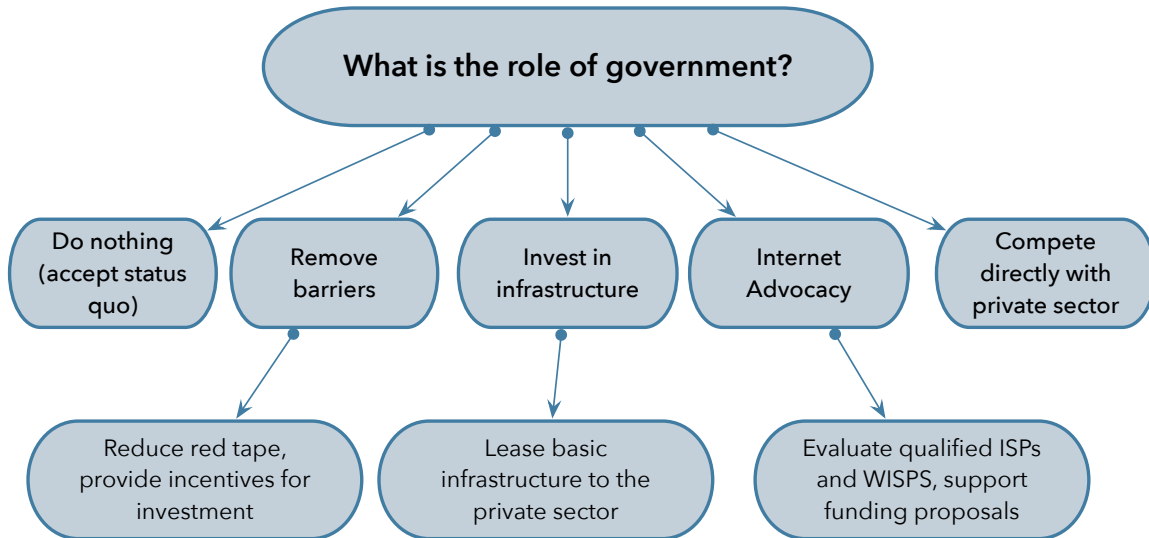 What is the role of government?
Do nothing
(accept status
quo)
Remove
barriers
Invest in
infrastructure
Internet
Advocacy
Compete
directly with
private sector
Reduce red tape,
provide incentives for
investment
Lease basic
infrastructure to the
private sector
Evaluate qualified ISPs
and WISPS, support
funding proposals